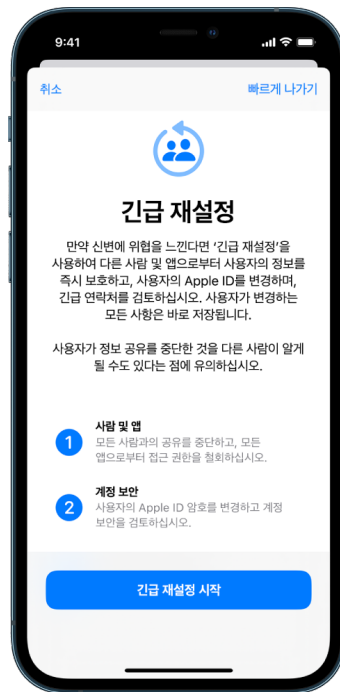 9:41
취소
빠르게 나가기
긴급 재설정
만약 신변에 위협을 느낀다면 ‘긴급 재설정’을
사용하여 다른 사람 및 앱으로부터 사용자의 정보를
즉시 보호하고, 사용자의 Apple ID를 변경하며,
긴급 연락처를 검토하십시오. 사용자가 변경하는
모든 사항은 바로 저장됩니다.
사용자가 정보 공유를 중단한 것을 다른 사람이 알게
될 수도 있다는 점에 유의하십시오.
1
사람 및 앱
모든 사람과의 공유를 중단하고, 모든
앱으로부터 접근 권한을 철회하십시오.
2
계정 보안
사용자의 Apple ID 암호를 변경하고 계정
보안을 검토하십시오.
긴급 재설정 시작